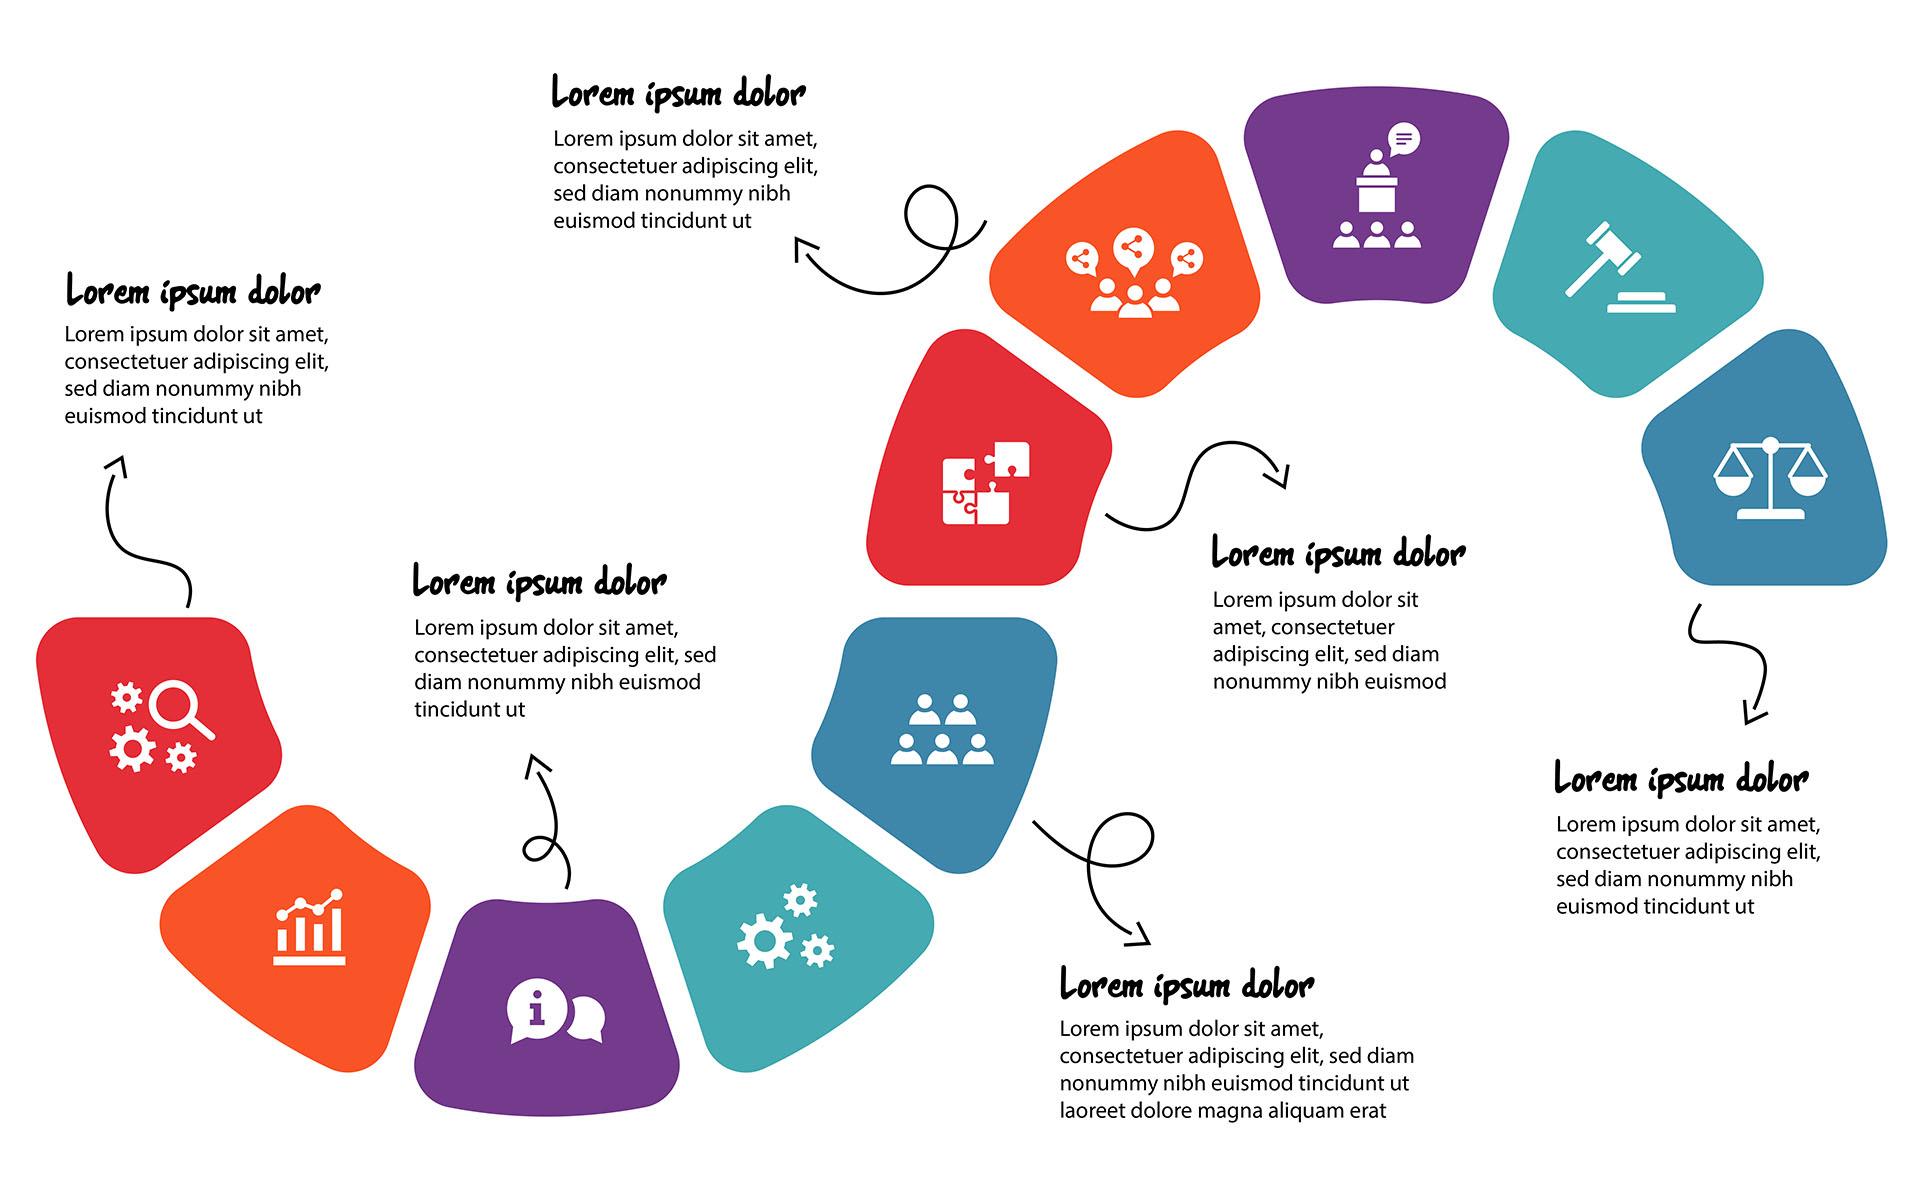 Lorem ipsum dolor
Lorem ipsum dolor sit amet,
consectetuer adipiscing elit,
sed diam nonummy nibh
euismod tincidunt ut
Lorem ipsum dolor
Lorem ipsum dolor sit amet,
consectetuer adipiscing elit,
sed diam nonummy nibh
euismod tincidunt ut
Lorem ipsum dolor
Lorem ipsum dolor sit amet,
consectetuer adipiscing elit, sed
diam nonummy nibh euismod
tincidunt ut
i
Lorem ipsum dolor
Lorem ipsum dolor sit
amet, consectetuer
adipiscing elit, sed diam
nonummy nibh euismod
Lorem ipsum dolor
Lorem ipsum dolor sit amet,
consectetuer adipiscing elit,
sed diam nonummy nibh
euismod tincidunt ut
Lorem ipsum dolor
Lorem ipsum dolor sit amet,
consectetuer adipiscing elit, sed diam
nonummy nibh euismod tincidunt ut
laoreet dolore magna aliquam erat